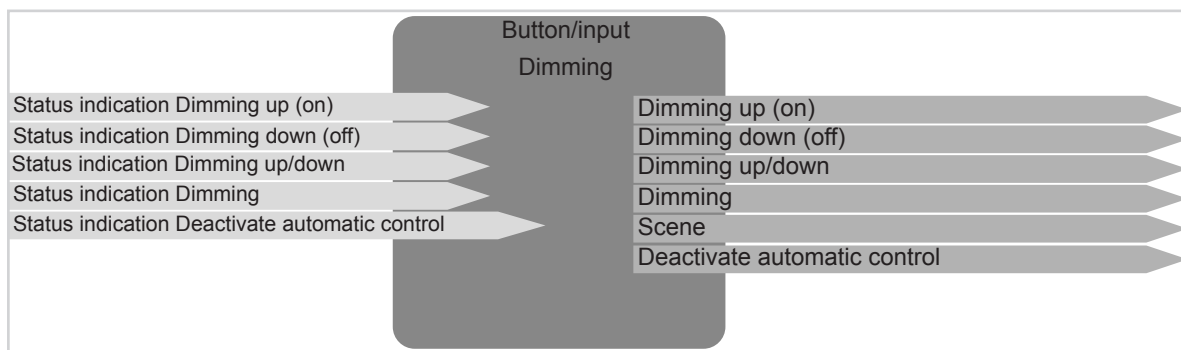 Button/input
Dimming
Status indication Dimming up (on)
Status indication Dimming down (off)
Status indication Dimming up/down
Status indication Dimming
Status indication Deactivate automatic control
Dimming up (on)
Dimming down (off)
Dimming up/down
Dimming
Scene
Deactivate automatic control